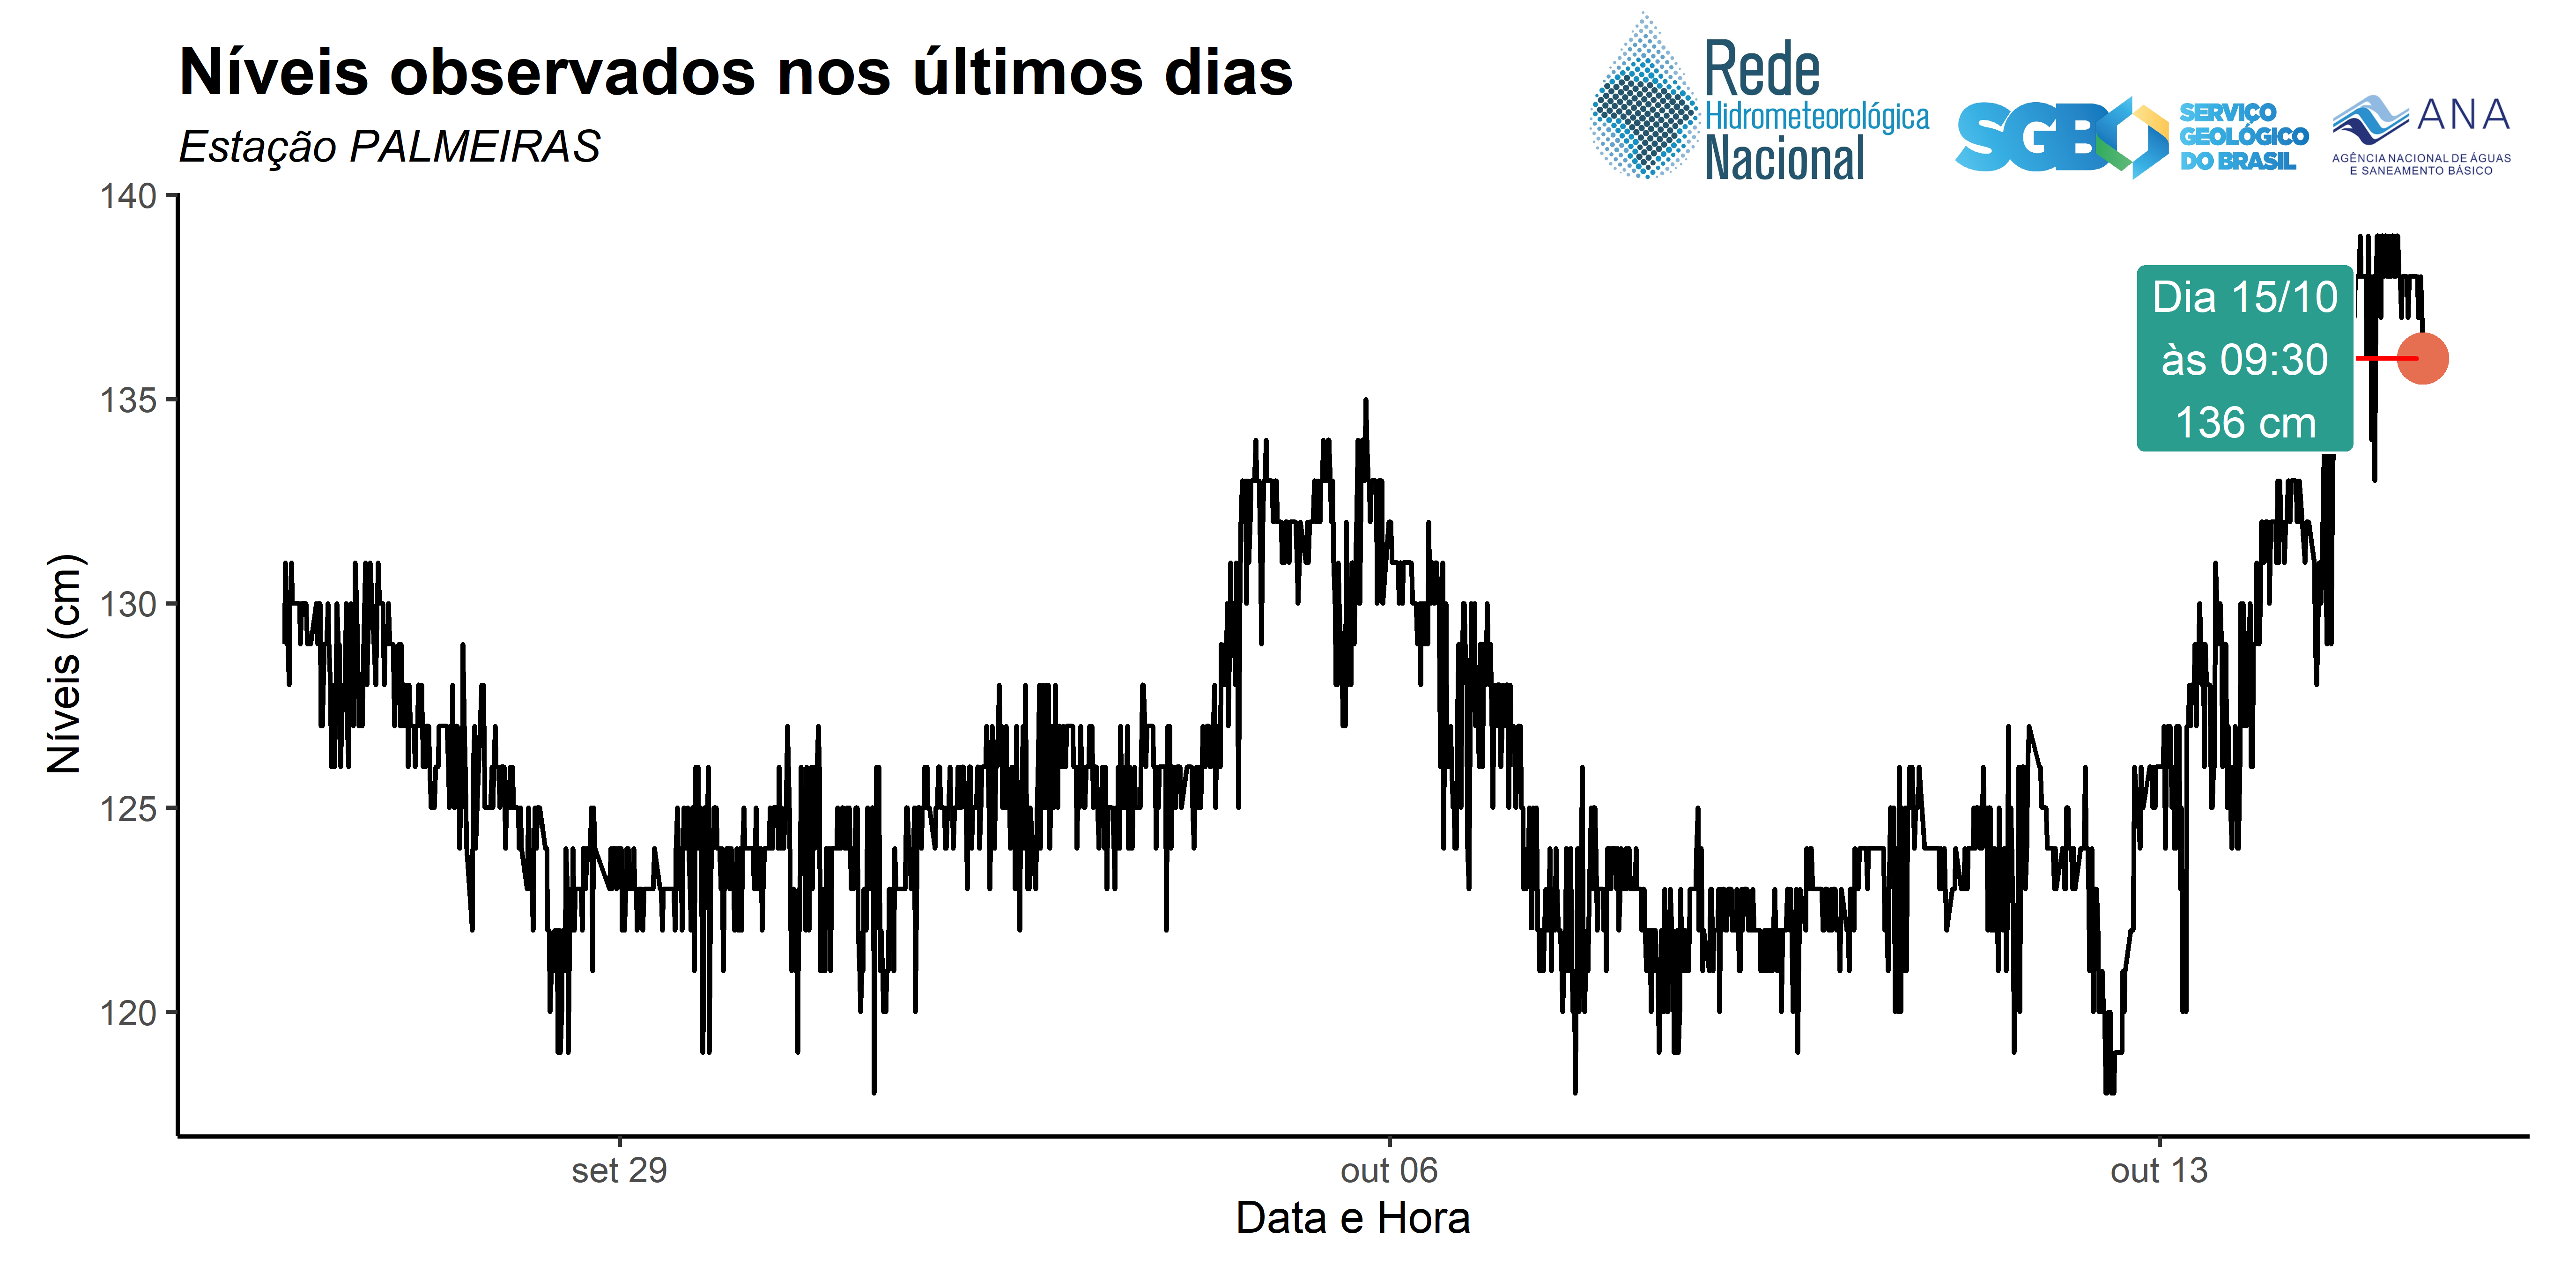 Níveis observados nos últimos dias
Estação PALMEIRAS
Rede
Hidrometeorológica
Nacional
SGB
SERVIÇO
GEOLÓGICO
DO BRASIL
ANA
AGÊNCIA NACIONAL DE ÁGUAS
E SANEAMENTO BÁSICO
140
135
130
125
120
Níveis (cm)
Dia 15/10
às 09:30
136 cm
set 29
out 06
out 13
Data e Hora